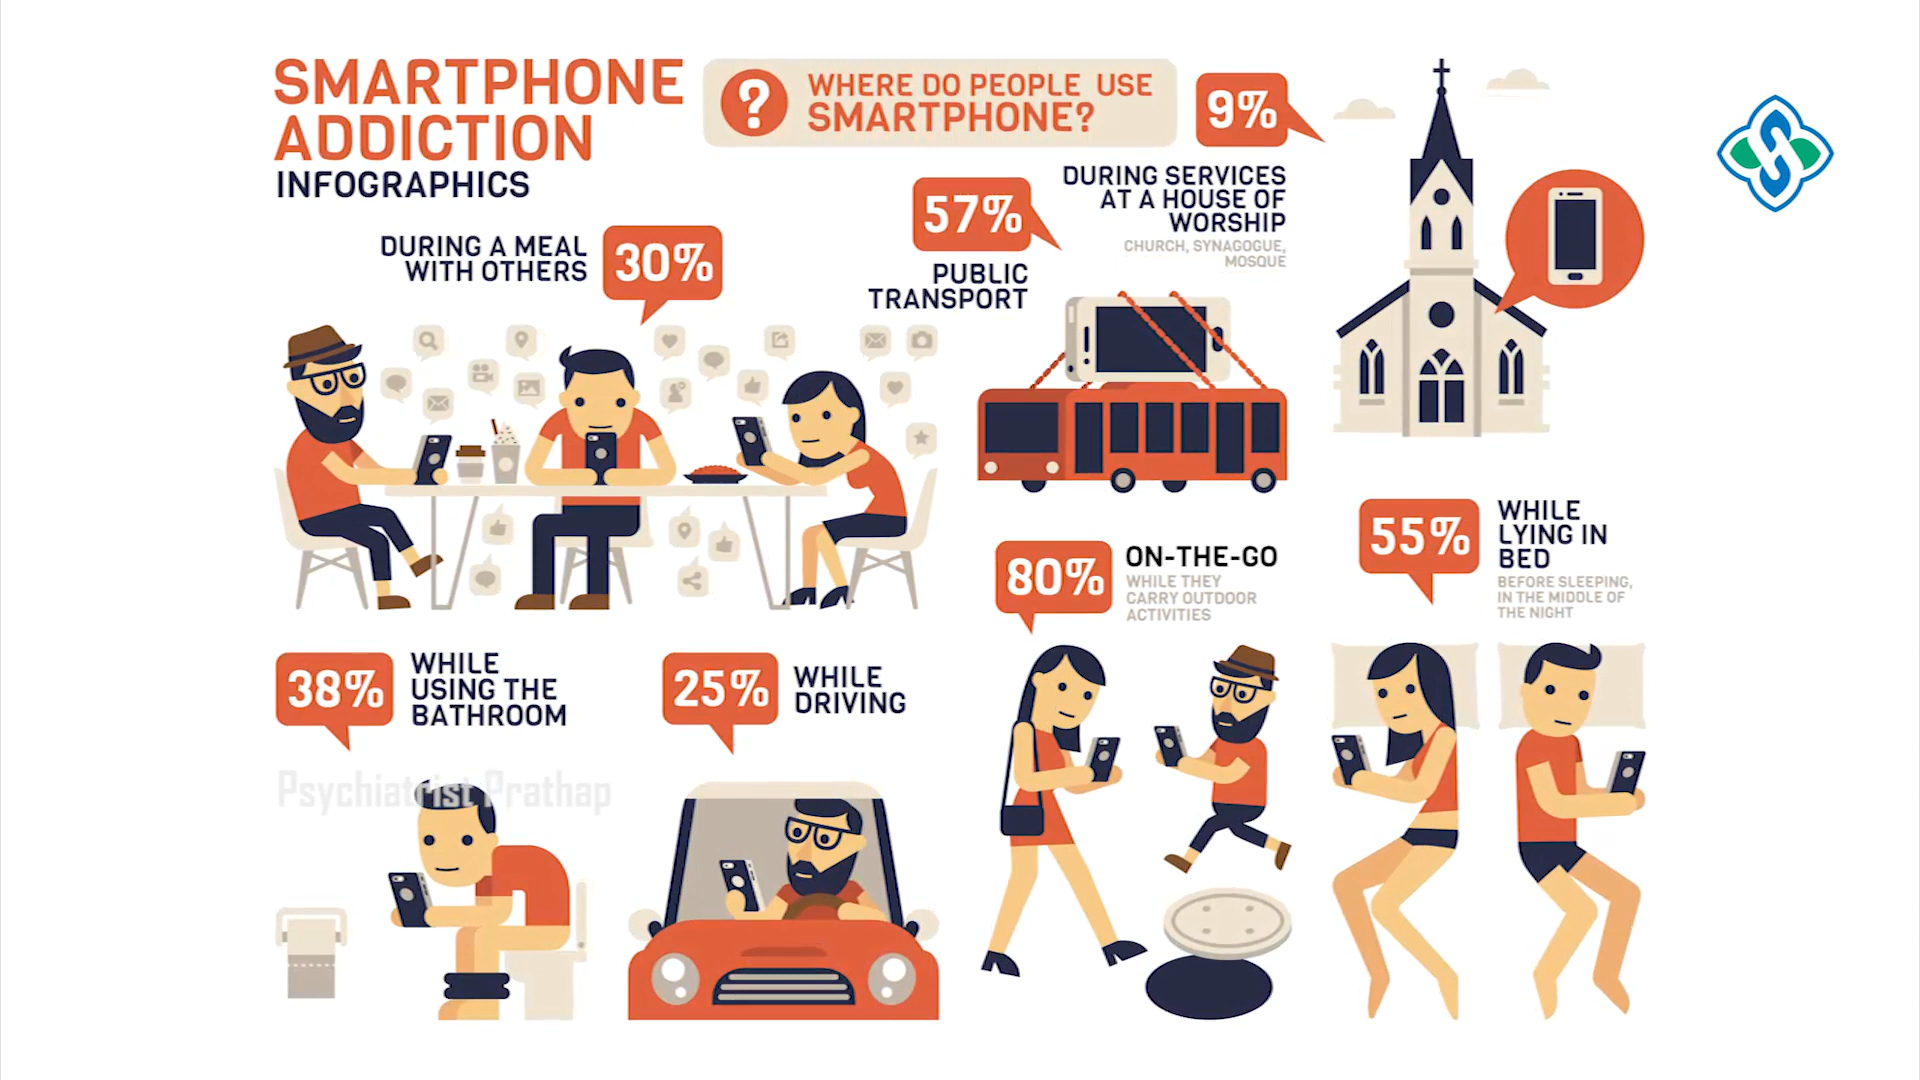 SMARTPHONE
ADDICTION
INFOGRAPHICS
WHERE DO PEOPLE USE
SMARTPHONE?
9%
DURING SERVICES
AT A HOUSE OF
WORSHIP
CHURCH, SYNAGOGUE,
MOSQUE
57%
PUBLIC
TRANSPORT
DURING A MEAL
WITH OTHERS
30%
80%
ON-THE-GO
WHILE THEY
CARRY OUTDOOR
ACTIVITIES
55%
WHILE
LYING IN
BED
BEFORE SLEEPING,
IN THE MIDDLE OF
THE NIGHT
38%
WHILE
USING THE
BATHROOM
25%
WHILE
DRIVING
Psychiatrist Prathap